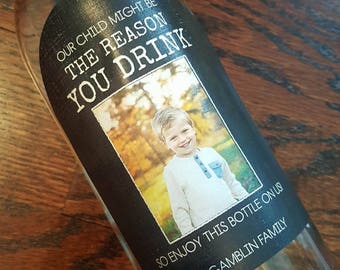 OUR CHILD MIGHT BE
THE REASON
YOU DRINK
SO ENJOY THIS BOTTLE ON US!
GAMBLIN FAMILY